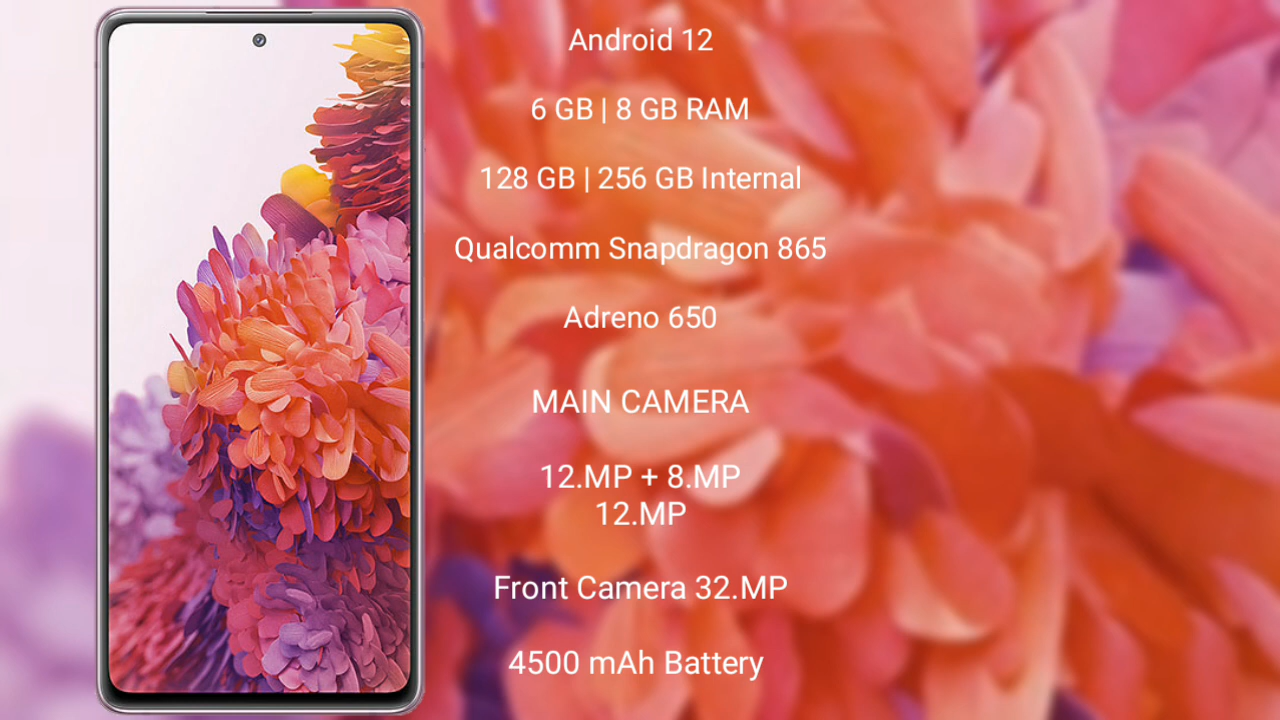 Android 12
6 GB | 8 GB RAM
128 GB | 256 GB Internal
Qualcomm Snapdragon 865
Adreno 650
MAIN CAMERA
12.MP + 8.MP
12.MP
Front Camera 32.MP
4500 mAh Battery